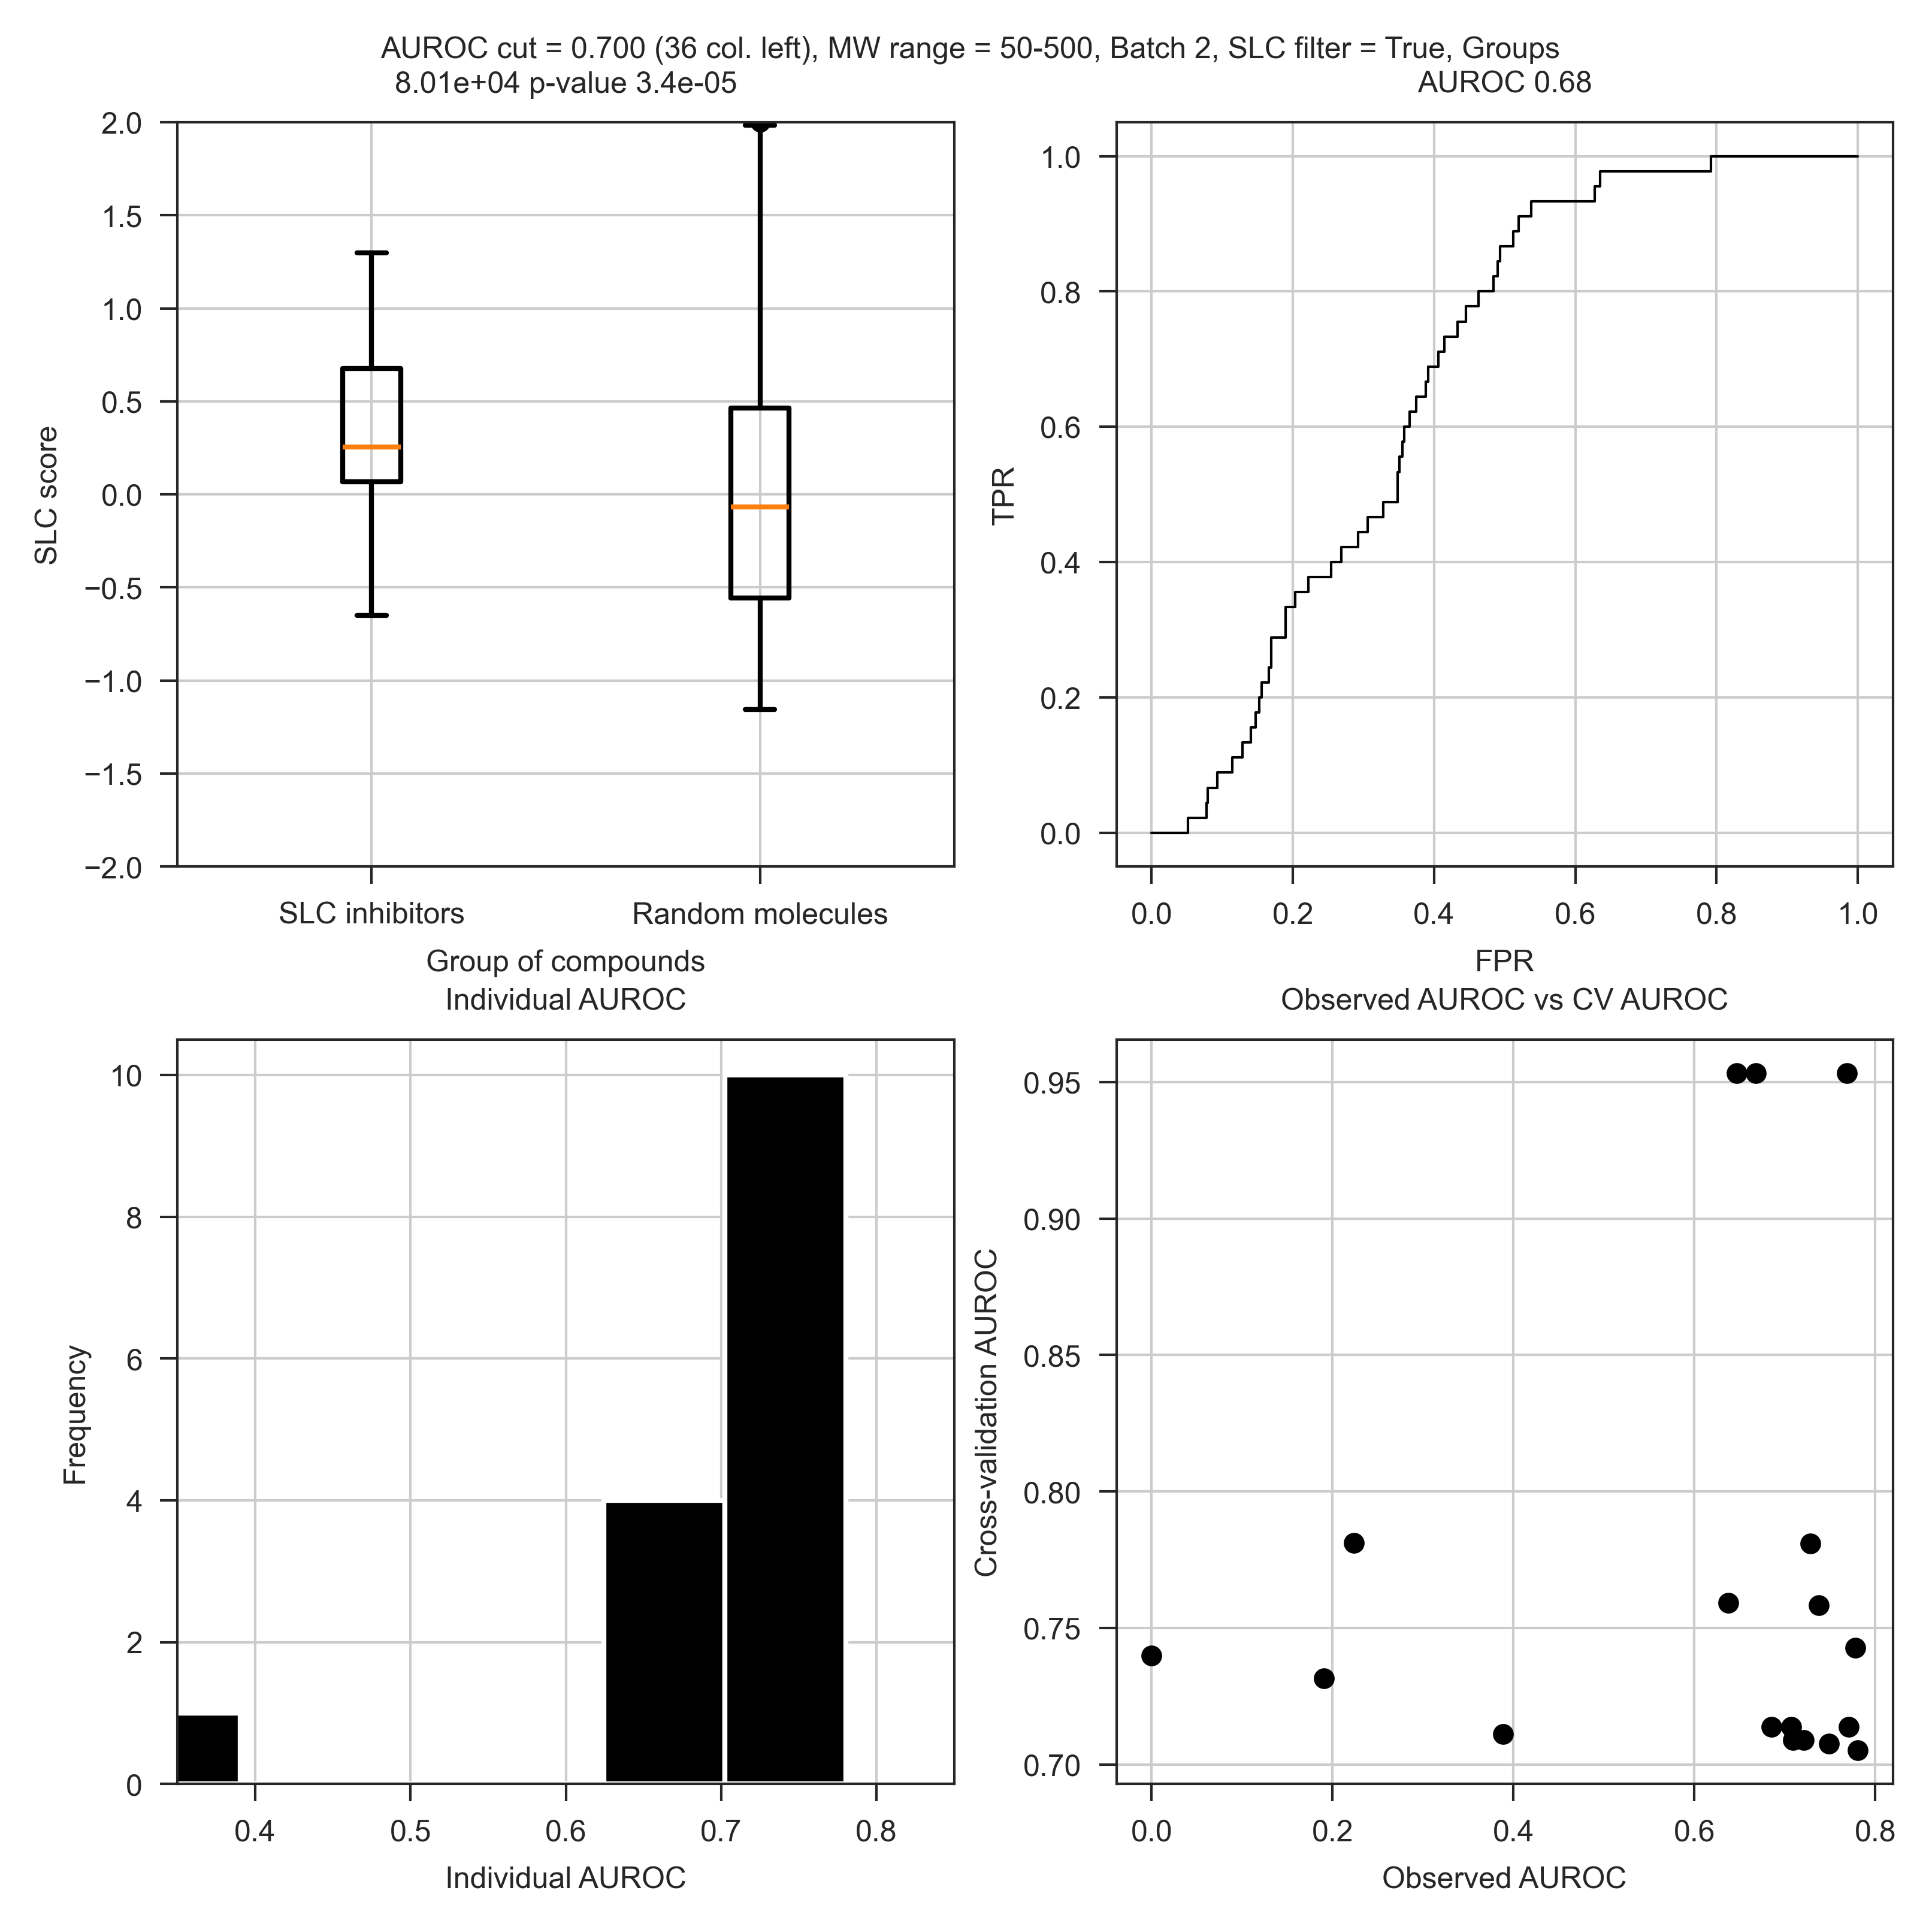 AUROC cut = 0.700 (36 col. left), MW range = 50-500, Batch 2, SLC filter = True, Groups
8.01e+04 p-value 3.4e-05
2.0
1.5
1.0
0.5
0.0
−0.5
−1.0
−1.5
−2.0
SLC score
SLC inhibitors
Random molecules
Group of compounds
AUROC 0.68
1.0
0.8
0.6
0.4
0.2
0.0
TPR
0.0
0.2
0.4
0.6
0.8
1.0
FPR
Individual AUROC
10
8
6
4
2
0
Frequency
0.4
0.5
0.6
0.7
0.8
Individual AUROC
Observed AUROC vs CV AUROC
0.95
0.90
0.85
0.80
0.75
0.70
Cross-validation AUROC
0.0
0.2
0.4
0.6
0.8
Observed AUROC